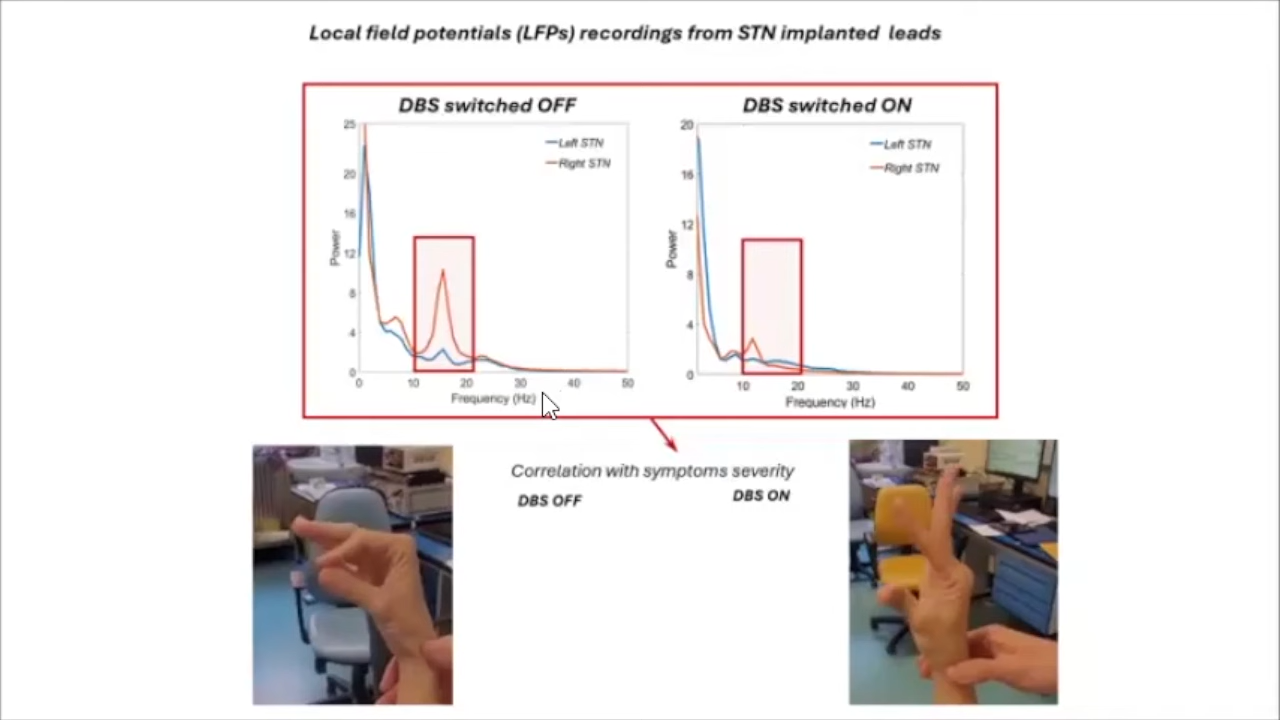 Local field potentials (LFPs) recordings from STN implanted leads
DBS switched OFF
25
20
16
12
8
4
0
Power
Left STN
Right STN
0 10 20 30 40 50
Frequency (Hz)
DBS switched ON
20
16
12
8
4
0
Power
Left STN
Right STN
10 20 30 40 50
Frequency (Hz)
Correlation with symptoms severity
DBS OFF
DBS ON